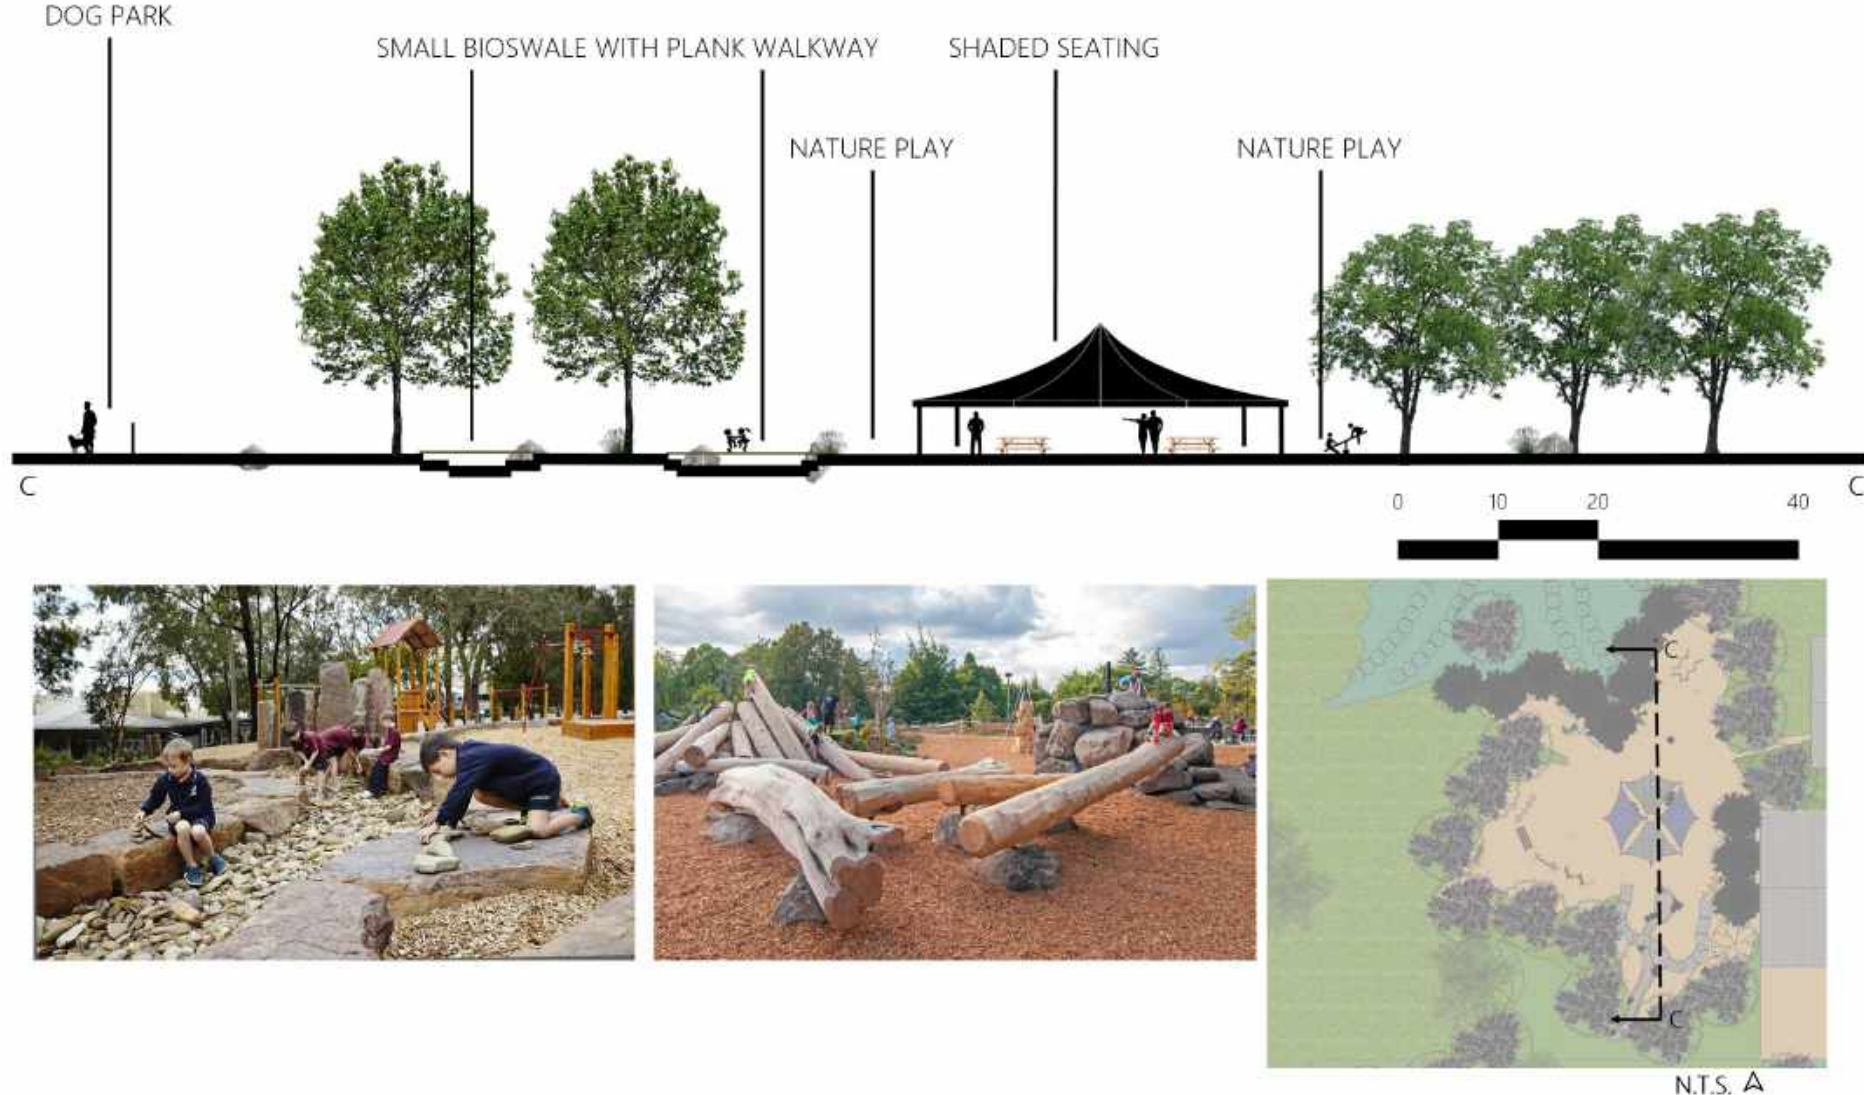 DOG PARK
SMALL BIOSWALE WITH PLANK WALKWAY
SHADED SEATING
NATURE PLAY
NATURE PLAY
C
C
0 10 20 40
C
C
N.T.S.